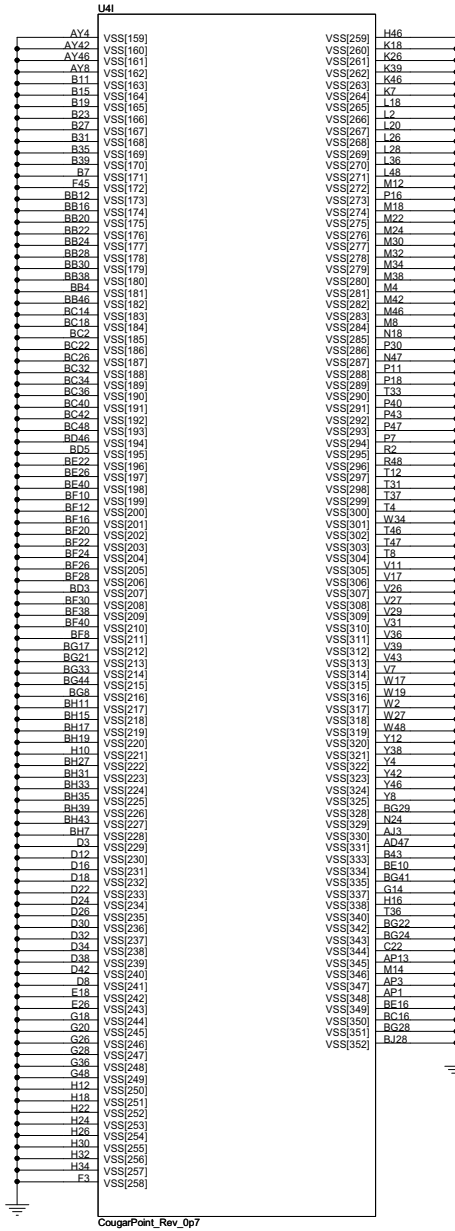 U4I
AY4 VSS[159] VSS[259] H46
AY42 VSS[160] VSS[260] K18
AY46 VSS[161] VSS[261] K26
AY8 VSS[162] VSS[262] K39
B11 VSS[163] VSS[263] K46
B15 VSS[164] VSS[264] K7
B19 VSS[165] VSS[265] L18
B23 VSS[166] VSS[266] L2
B27 VSS[167] VSS[267] L20
B31 VSS[168] VSS[268] L26
B35 VSS[169] VSS[269] L28
B39 VSS[170] VSS[270] L36
B7 VSS[171] VSS[271] L48
F45 VSS[172] VSS[272] M12
BB12 VSS[173] VSS[273] P16
BB16 VSS[174] VSS[274] M18
BB20 VSS[175] VSS[275] M22
BB22 VSS[176] VSS[276] M24
BB24 VSS[177] VSS[277] M30
BB28 VSS[178] VSS[278] M32
BB30 VSS[179] VSS[279] M34
BB38 VSS[180] VSS[280] M38
BB4 VSS[181] VSS[281] M4
BB46 VSS[182] VSS[282] M42
BC14 VSS[183] VSS[283] M46
BC18 VSS[184] VSS[284] M8
BC2 VSS[185] VSS[285] N18
BC22 VSS[186] VSS[286] P30
BC26 VSS[187] VSS[287] N47
BC32 VSS[188] VSS[288] P11
BC34 VSS[189] VSS[289] P18
BC36 VSS[190] VSS[290] T33
BC40 VSS[191] VSS[291] P40
BC42 VSS[192] VSS[292] P43
BC48 VSS[193] VSS[293] P47
BD46 VSS[194] VSS[294] P7
BD5 VSS[195] VSS[295] R2
BE22 VSS[196] VSS[296] R48
BE26 VSS[197] VSS[297] T12
BE40 VSS[198] VSS[298] T31
BF10 VSS[199] VSS[299] T37
BF12 VSS[200] VSS[300] T4
BF16 VSS[201] VSS[301] W34
BF20 VSS[202] VSS[302] T46
BF22 VSS[203] VSS[303] T47
BF24 VSS[204] VSS[304] T8
BF26 VSS[205] VSS[305] V11
BF28 VSS[206] VSS[306] V17
BD3 VSS[207] VSS[307] V26
BF30 VSS[208] VSS[308] V27
BF38 VSS[209] VSS[309] V29
BF40 VSS[210] VSS[310] V31
BF8 VSS[211] VSS[311] V36
BG17 VSS[212] VSS[312] V39
BG21 VSS[213] VSS[313] V43
BG33 VSS[214] VSS[314] V7
BG44 VSS[215] VSS[315] W17
BG8 VSS[216] VSS[316] W19
BH11 VSS[217] VSS[317] W2
BH15 VSS[218] VSS[318] W27
BH17 VSS[219] VSS[319] W48
BH19 VSS[220] VSS[320] Y12
H10 VSS[221] VSS[321] Y38
BH27 VSS[222] VSS[322] Y4
BH31 VSS[223] VSS[323] Y42
BH33 VSS[224] VSS[324] Y46
BH35 VSS[225] VSS[325] Y8
BH39 VSS[226] VSS[328] BG29
BH43 VSS[227] VSS[329] N24
BH7 VSS[228] VSS[330] AJ3
D3 VSS[229] VSS[331] AD47
D12 VSS[230] VSS[333] B43
D16 VSS[231] VSS[334] BE10
D18 VSS[232] VSS[335] BG41
D22 VSS[233] VSS[337] G14
D24 VSS[234] VSS[338] H16
D26 VSS[235] VSS[340] T36
D30 VSS[236] VSS[342] BG22
D32 VSS[237] VSS[343] BG24
D34 VSS[238] VSS[344] C22
D38 VSS[239] VSS[345] AP13
D42 VSS[240] VSS[346] M14
D8 VSS[241] VSS[347] AP3
E18 VSS[242] VSS[348] AP1
E26 VSS[243] VSS[349] BE16
G18 VSS[244] VSS[350] BC16
G20 VSS[245] VSS[351] BG28
G26 VSS[246] VSS[352] BJ28
G28 VSS[247]
G36 VSS[248]
G48 VSS[249]
H12 VSS[250]
H18 VSS[251]
H22 VSS[252]
H24 VSS[253]
H26 VSS[254]
H30 VSS[255]
H32 VSS[256]
H34 VSS[257]
F3 VSS[258]
CougarPoint_Rev_0p7